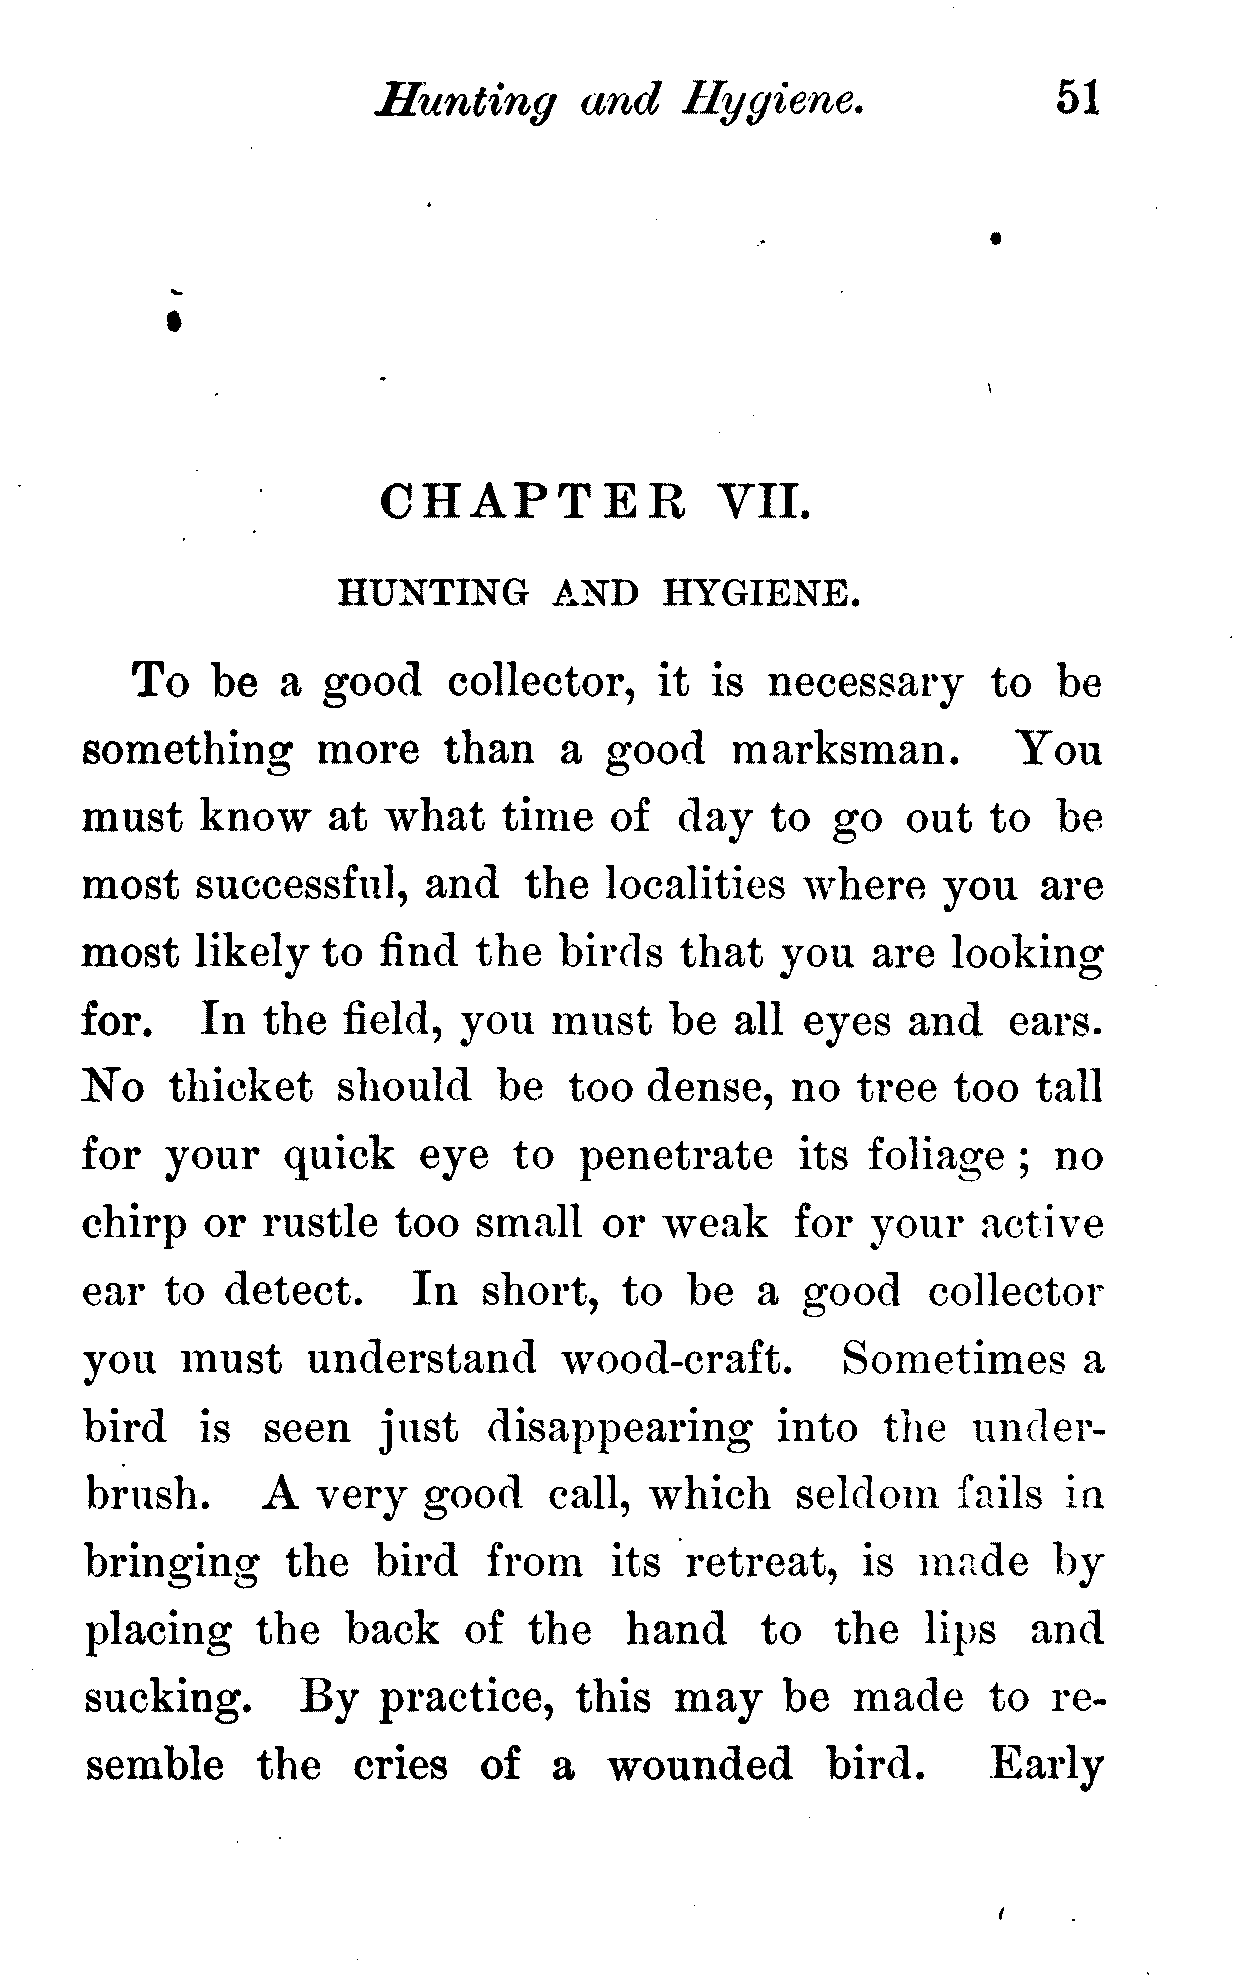 Hunting and Hygiene. 51
CHAPTER VII.
HUNTING AND HYGIENE.
To be a good collector, it is necessary to be
something more than a good marksman. You
must know at what time of day to go out to be
most successful, and the localities where you are
most likely to find the birds that you are looking
for. In the field, you must be all eyes and ears.
No thicket should be too dense, no tree too tall
for your quick eye to penetrate its foliage ; no
chirp or rustle too small or weak for your active
ear to detect. In short, to be a good collector
you must understand wood-craft. Sometimes a
bird is seen just disappearing into the under-
brush. A very good call, which seldom fails in
bringing the bird from its retreat, is made by
placing the back of the hand to the lips and
sucking. By practice, this may be made to re-
semble the cries of a wounded bird. Early